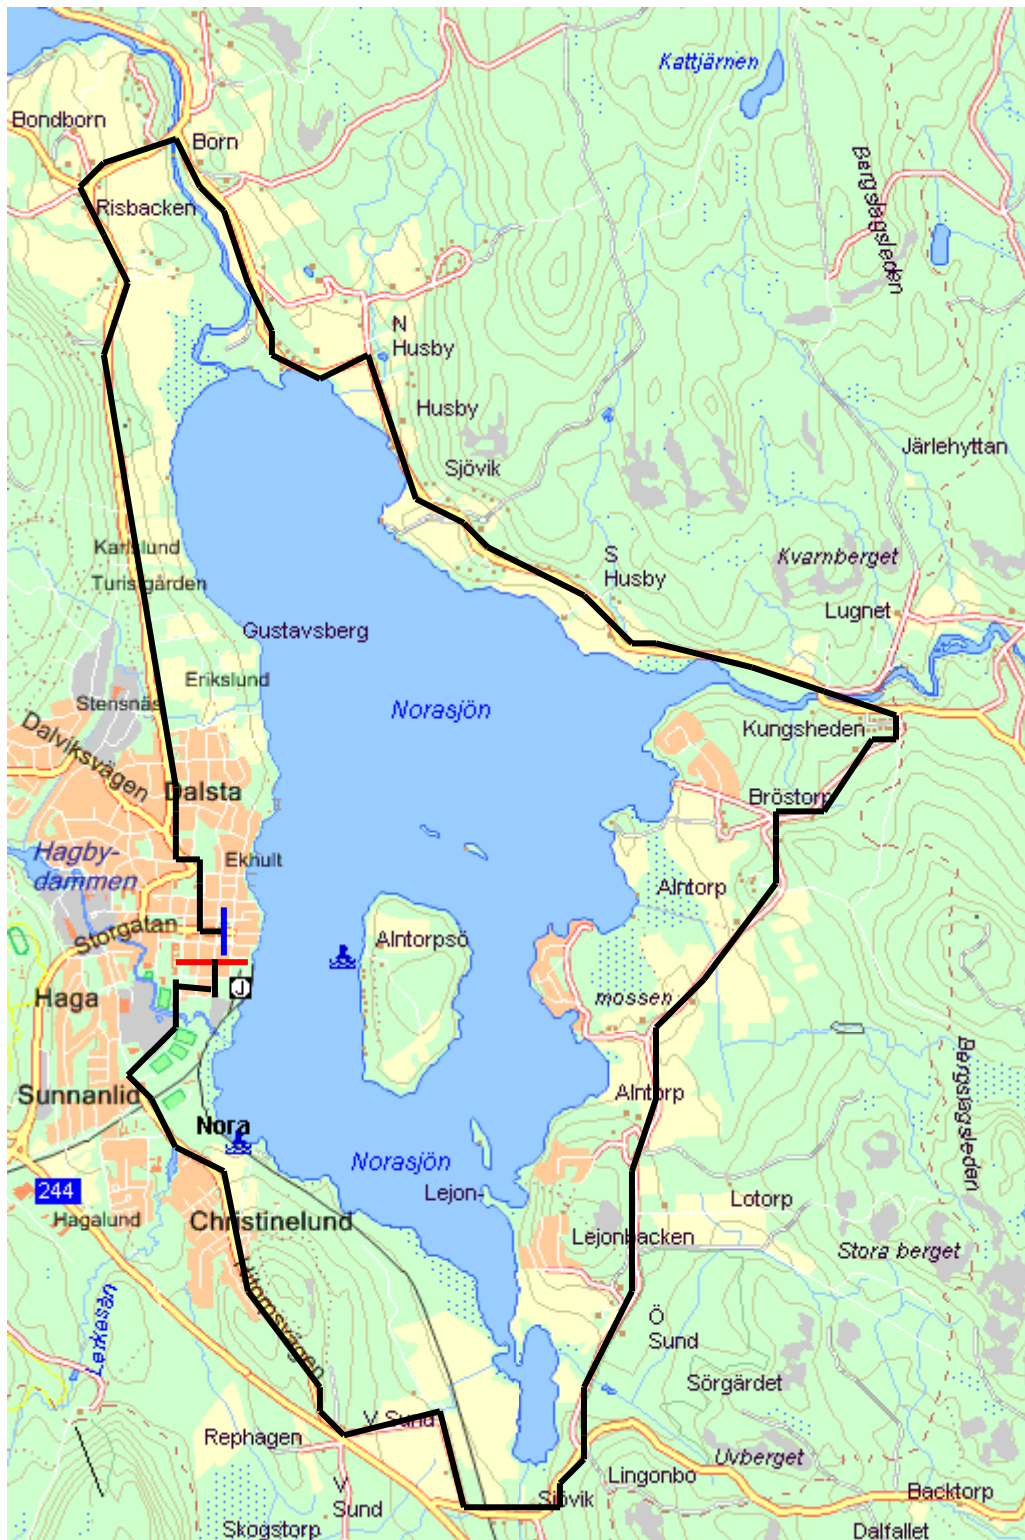 Kattjärnen
Bondborn
Born
Bergslagsleden
Risbacken
N
Husby
Husby
Järlehyttan
Sjövik
Karlslund
S
Husby
Kvarnberget
Turistgården
Lugnet
Gustavsberg
Erikslund
Stensnäs
Norasjön
Dalviksvägen
Kungsheden
Dalsta
Bröstorp
Hagby-
dammen
Ekhult
Alntorp
Storgatan
Alntorpsö
Haga
J
mossen
Sunnanlid
Alntorp
Bergslagsleden
Nora
Norasjön
244
Lejon-
Lotorp
Hagalund
Christinelund
Lejonbacken
Stora berget
Lerkesån
Ö
Sund
Sörgärdet
V Sund
Rephagen
Uvberget
Lingonbo
V
Sund
Sjövik
Backtorp
Skogstorp
Dalfallet